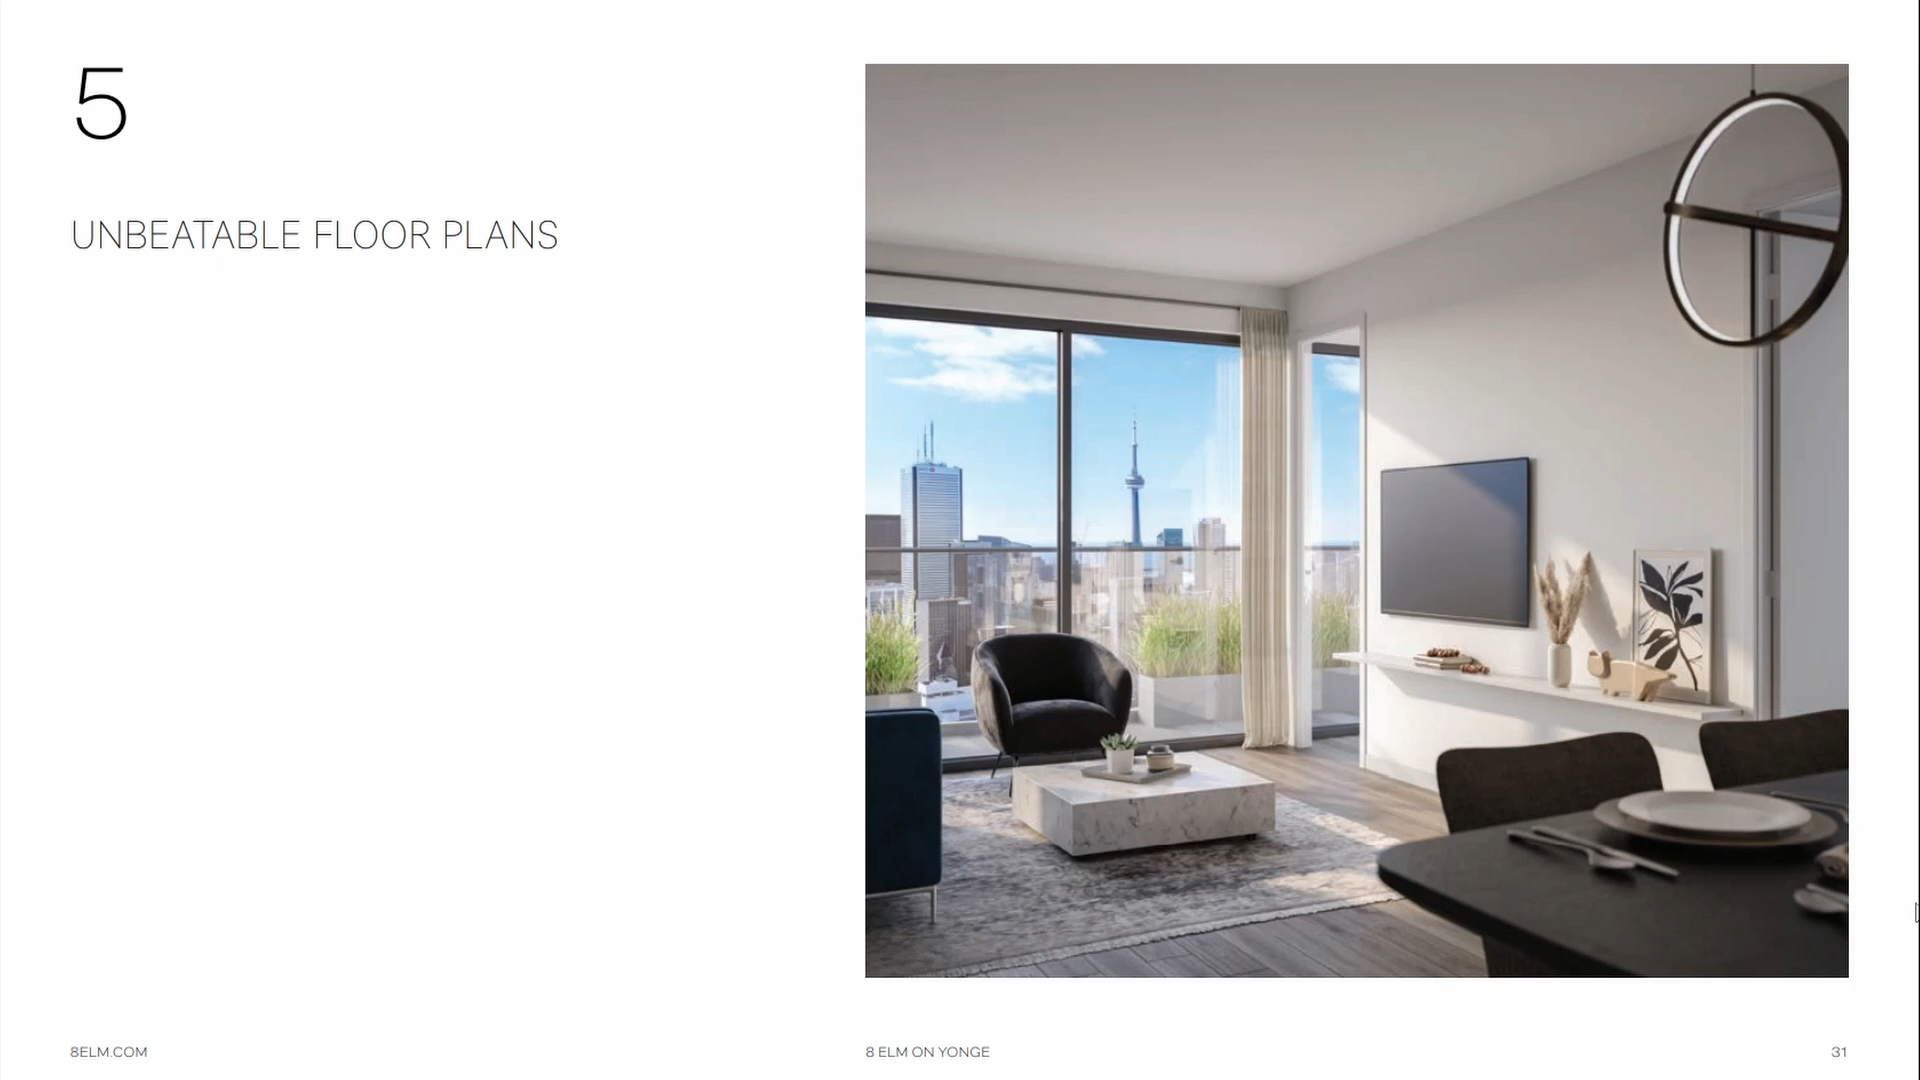 5
UNBEATABLE FLOOR PLANS
8ELM.COM
8 ELM ON YONGE
31